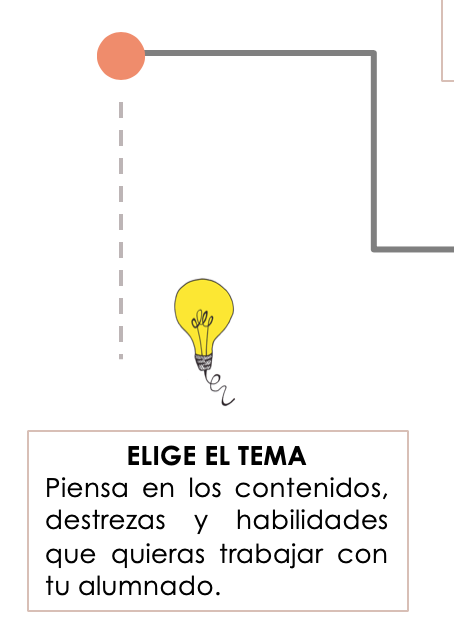 ELIGE EL TEMA
Piensa en los contenidos,
destrezas y habilidades
que quieras trabajar con
tu alumnado.